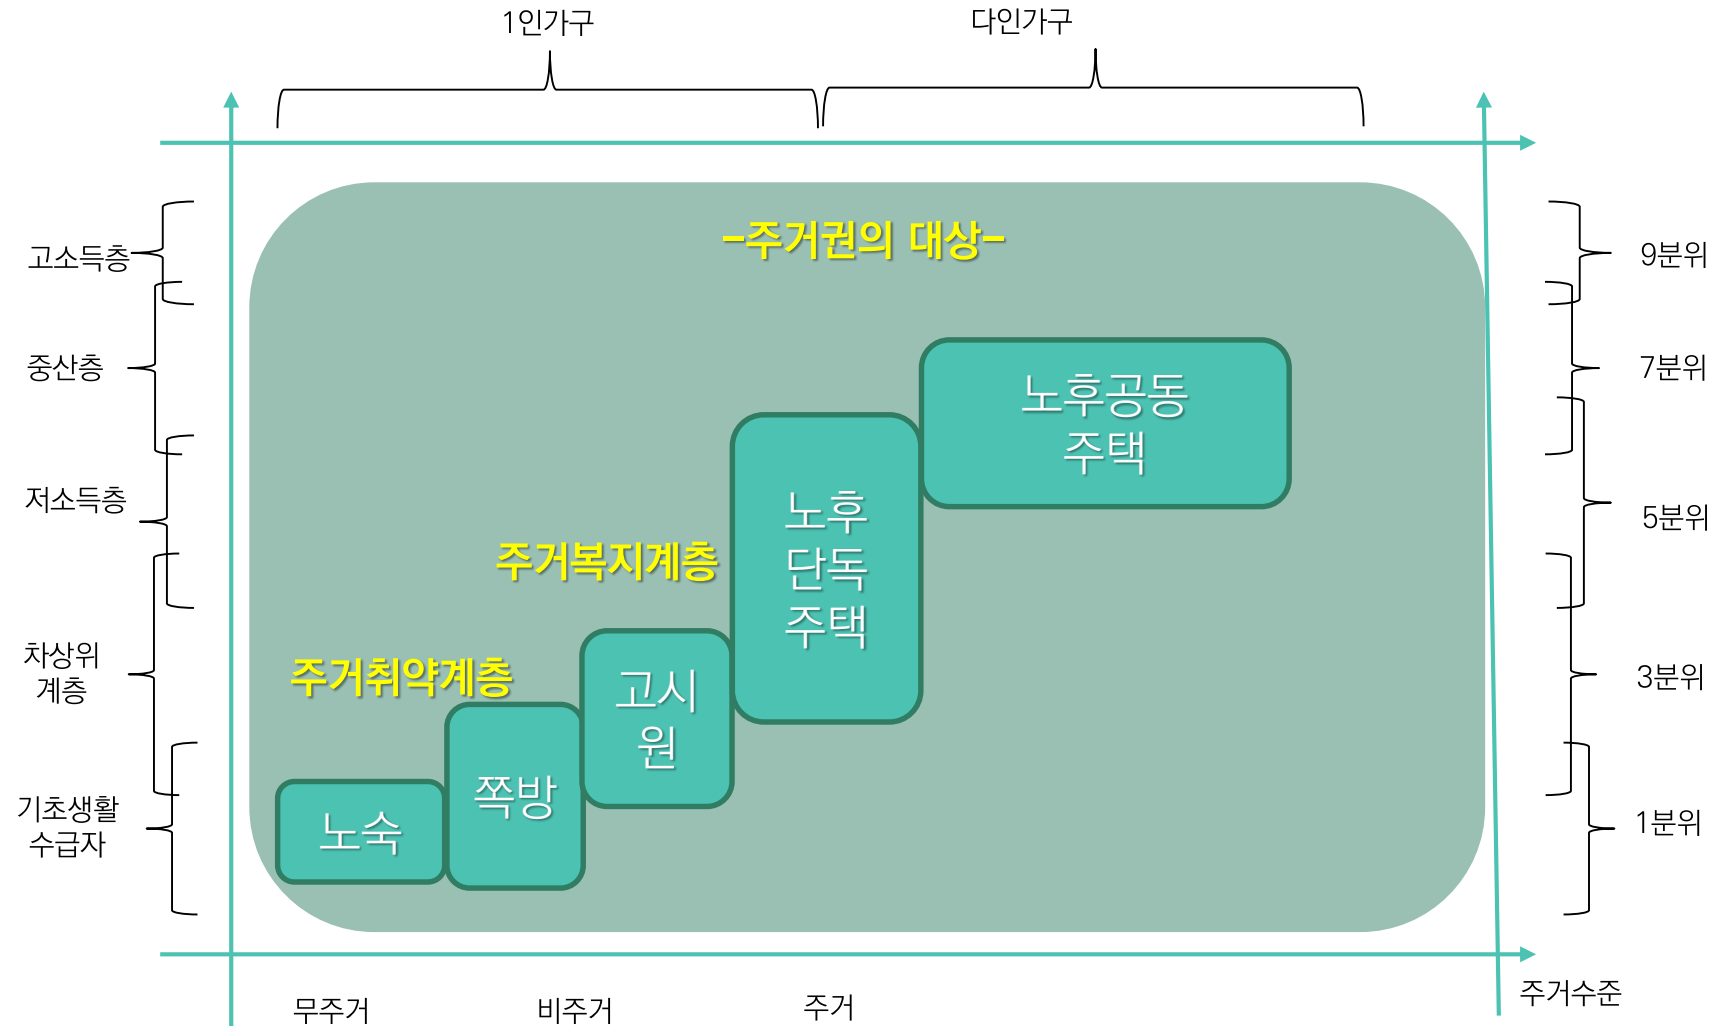 1인가구
다인가구
-주거권의 대상-
고소득층
9분위
중산층
7분위
노후공동
주택
저소득층
5분위
노후
단독
주택
주거복지계층
차상위
계층
3분위
주거취약계층
고시
원
쪽방
노숙
기초생활
수급자
1분위
무주거
비주거
주거
주거수준